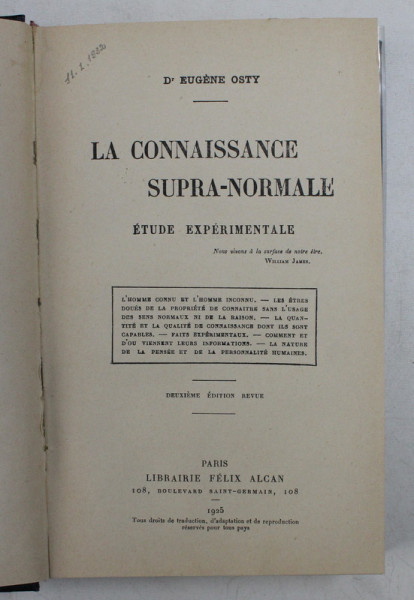 11.1.1932
Dr EUGÈNE OSTY
LA CONNAISSANCE
SUPRA-NORMALE
ÉTUDE EXPÉRIMENTALE
Nous vivons à la surface de notre être.
WILLIAM JAMES.
L'HOMME CONNU ET L'HOMME INCONNU. — LES ÊTRES
DOUÉS DE LA PROPRIÉTÉ DE CONNAITRE SANS L'USAGE
DES SENS NORMAUX NI DE LA RAISON. — LA QUAN-
TITÉ ET LA QUALITÉ DE CONNAISSANCE DONT ILS SONT
CAPABLES. — FAITS EXPÉRIMENTAUX. — COMMENT ET
D'OU VIENNENT LEURS INFORMATIONS. — LA NATURE
DE LA PENSÉE ET DE LA PERSONNALITÉ HUMAINES.
DEUXIÈME ÉDITION REVUE
PARIS
LIBRAIRIE FÉLIX ALCAN
108, BOULEVARD SAINT-GERMAIN, 108
1925
Tous droits de traduction, d'adaptation et de reproduction
réservés pour tous pays